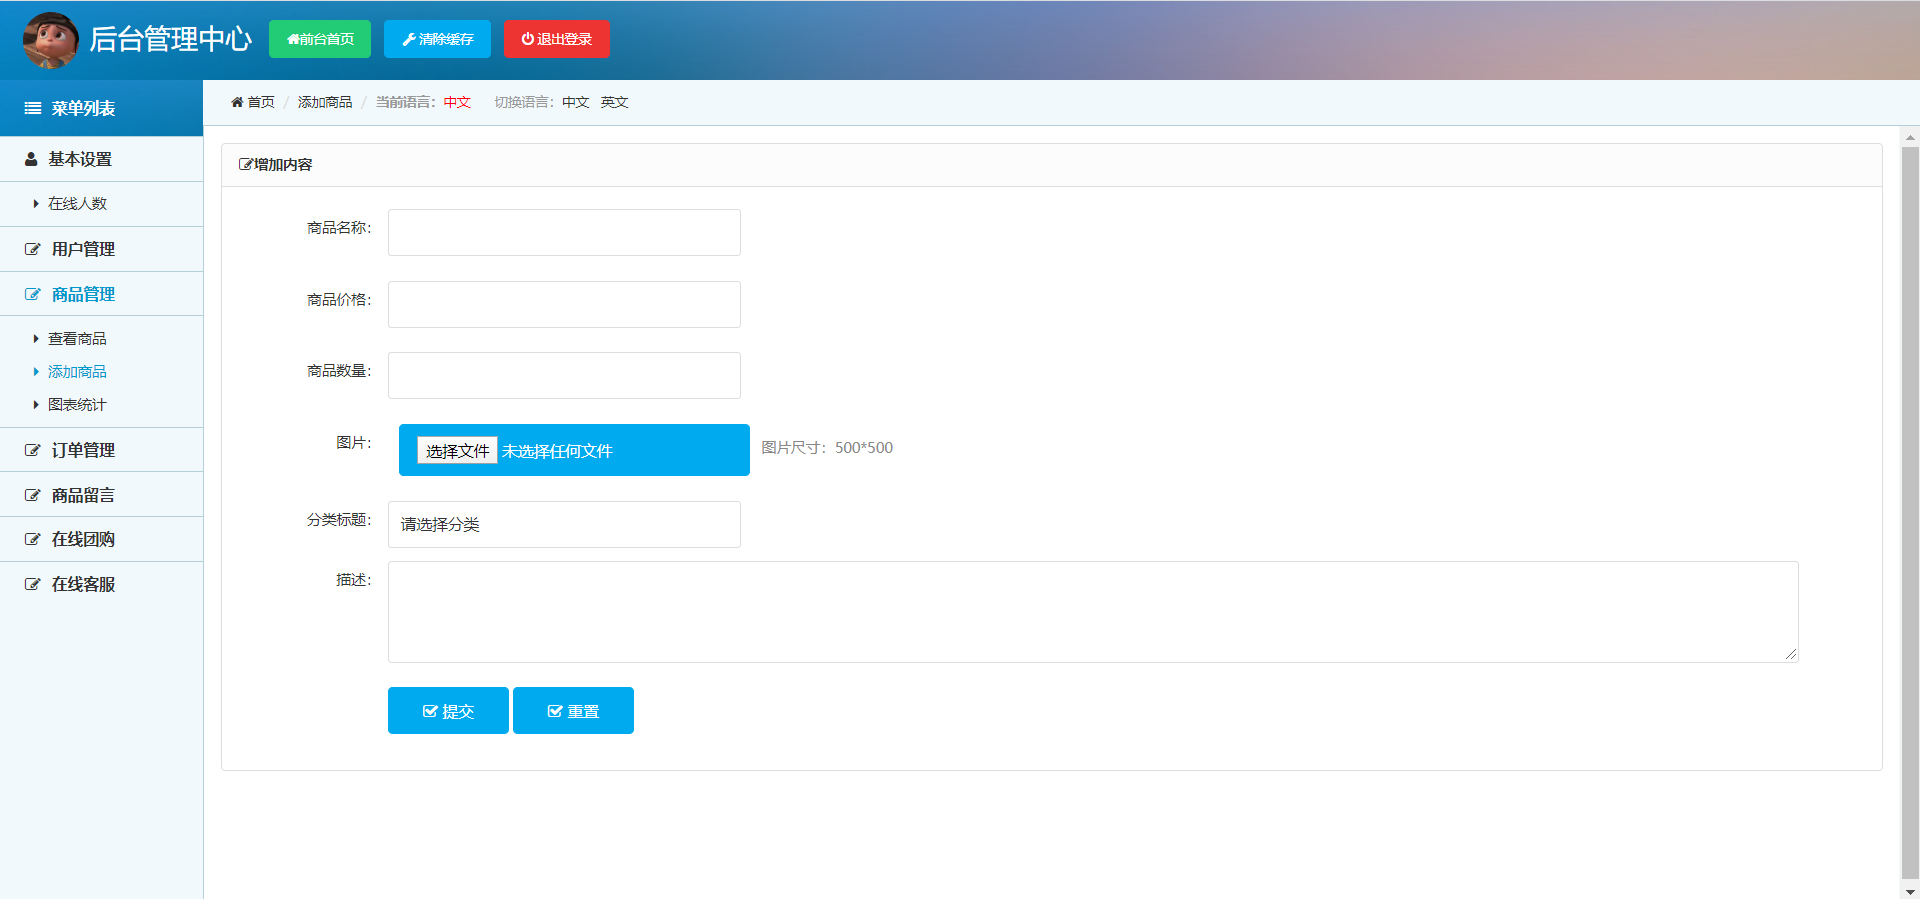 后台管理中心 前台首页 清除缓存 退出登录
菜单列表
首页 / 添加商品 / 当前语言：中文 切换语言：中文 英文
基本设置
在线人数
用户管理
商品管理
查看商品
添加商品
图表统计
订单管理
商品留言
在线团购
在线客服
增加内容
商品名称：
商品价格：
商品数量：
图片： 选择文件 未选择任何文件 图片尺寸：500*500
分类标题： 请选择分类
描述：
提交 重置